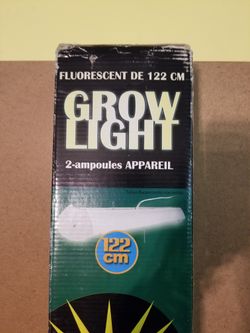 FLUORESCENT DE 122 CM
GROW
LIGHT
2-ampoules APPAREIL
122
cm